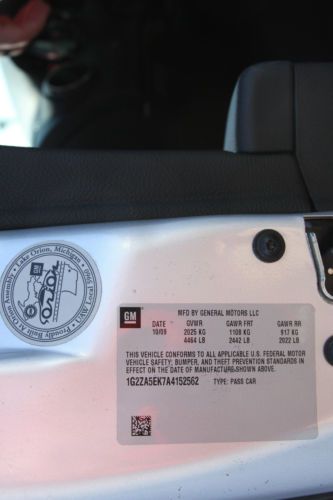 Lake Orion, Michigan
Orion
Proudly Built At Orion Assembly
GM
MFD BY GENERAL MOTORS LLC
DATE GVWR GAWR FRT GAWR RR
10/09 2025 KG 1108 KG 917 KG
4464 LB 2442 LB 2022 LB
THIS VEHICLE CONFORMS TO ALL APPLICABLE U.S. FEDERAL MOTOR
VEHICLE SAFETY, BUMPER, AND THEFT PREVENTION STANDARDS IN
EFFECT ON THE DATE OF MANUFACTURE SHOWN ABOVE.
1G2ZA5EK7A4152562 TYPE: PASS CAR